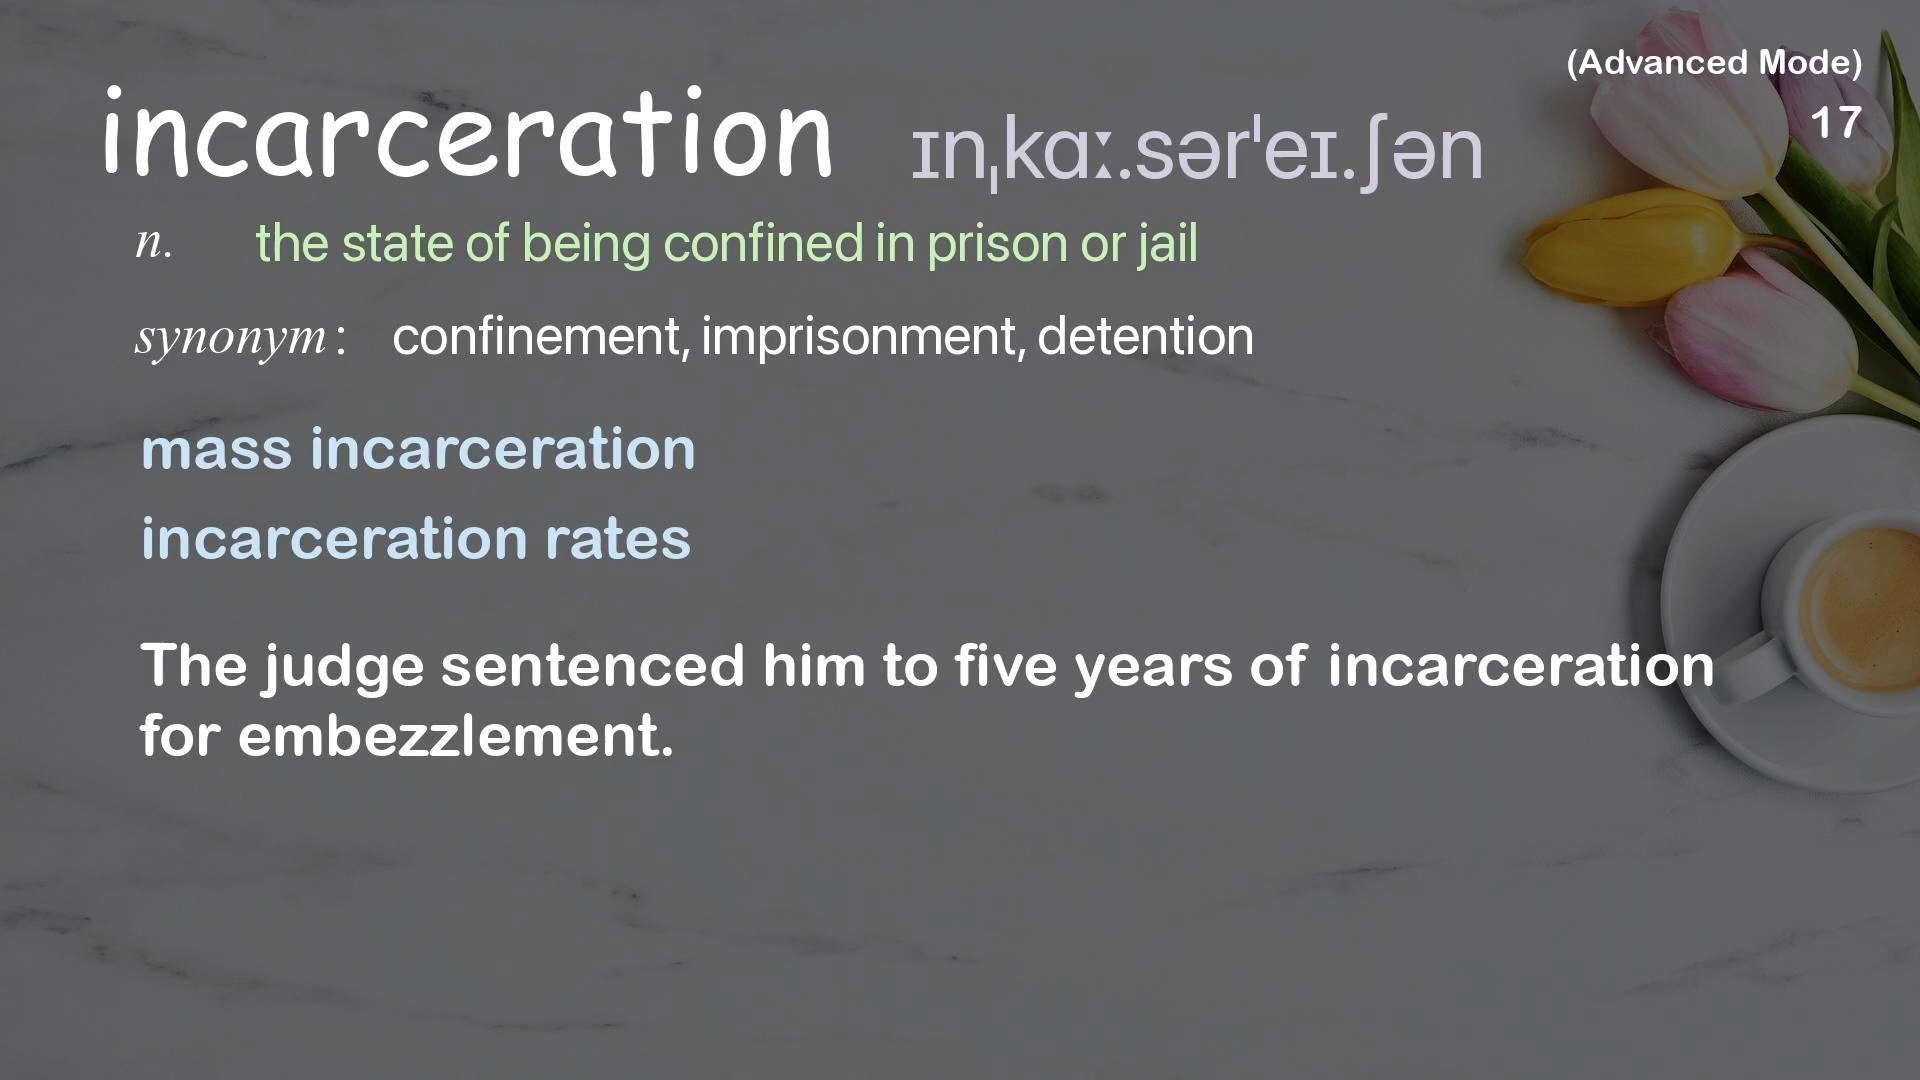 (Advanced Mode)
17
incarceration ɪnˌkɑː.sərˈeɪ.ʃən
n. the state of being confined in prison or jail
synonym : confinement, imprisonment, detention
mass incarceration
incarceration rates
The judge sentenced him to five years of incarceration
for embezzlement.